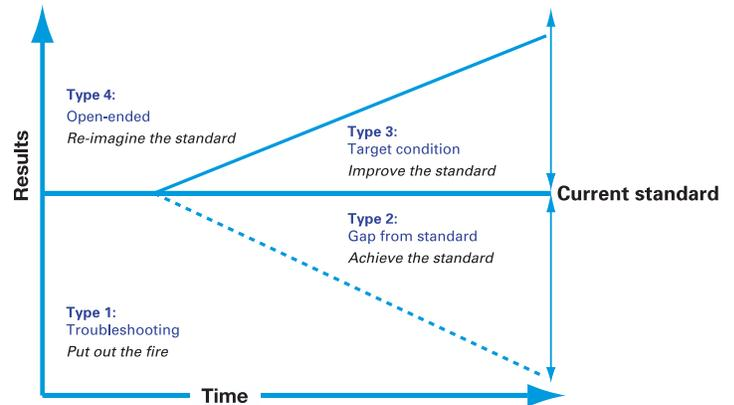 Type 4:
Open-ended
Re-imagine the standard
Type 3:
Target condition
Improve the standard
Results
Current standard
Type 2:
Gap from standard
Achieve the standard
Type 1:
Troubleshooting
Put out the fire
Time